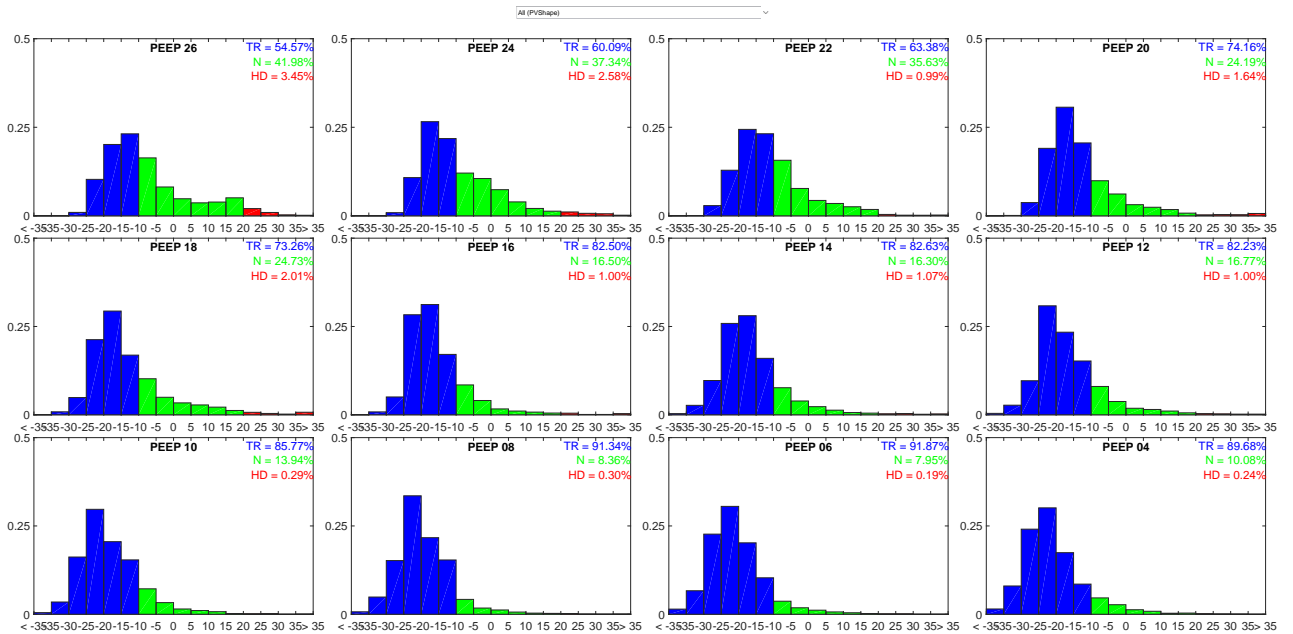 All (PVShape)
PEEP 26
TR = 54.57%
N = 41.98%
HD = 3.45%
0.5
0.25
0
< -35 -35 -30 -25 -20 -15 -10 -5 0 5 10 15 20 25 30 35 > 35
PEEP 24
TR = 60.09%
N = 37.34%
HD = 2.58%
0.5
0.25
0
< -35 -35 -30 -25 -20 -15 -10 -5 0 5 10 15 20 25 30 35 > 35
PEEP 22
TR = 63.38%
N = 35.63%
HD = 0.99%
0.5
0.25
0
< -35 -35 -30 -25 -20 -15 -10 -5 0 5 10 15 20 25 30 35 > 35
PEEP 20
TR = 74.16%
N = 24.19%
HD = 1.64%
0.5
0.25
0
< -35 -35 -30 -25 -20 -15 -10 -5 0 5 10 15 20 25 30 35 > 35
PEEP 18
TR = 73.26%
N = 24.73%
HD = 2.01%
0.5
0.25
0
< -35 -35 -30 -25 -20 -15 -10 -5 0 5 10 15 20 25 30 35 > 35
PEEP 16
TR = 82.50%
N = 16.50%
HD = 1.00%
0.5
0.25
0
< -35 -35 -30 -25 -20 -15 -10 -5 0 5 10 15 20 25 30 35 > 35
PEEP 14
TR = 82.63%
N = 16.30%
HD = 1.07%
0.5
0.25
0
< -35 -35 -30 -25 -20 -15 -10 -5 0 5 10 15 20 25 30 35 > 35
PEEP 12
TR = 82.23%
N = 16.77%
HD = 1.00%
0.5
0.25
0
< -35 -35 -30 -25 -20 -15 -10 -5 0 5 10 15 20 25 30 35 > 35
PEEP 10
TR = 85.77%
N = 13.94%
HD = 0.29%
0.5
0.25
0
< -35 -35 -30 -25 -20 -15 -10 -5 0 5 10 15 20 25 30 35 > 35
PEEP 08
TR = 91.34%
N = 8.36%
HD = 0.30%
0.5
0.25
0
< -35 -35 -30 -25 -20 -15 -10 -5 0 5 10 15 20 25 30 35 > 35
PEEP 06
TR = 91.87%
N = 7.95%
HD = 0.19%
0.5
0.25
0
< -35 -35 -30 -25 -20 -15 -10 -5 0 5 10 15 20 25 30 35 > 35
PEEP 04
TR = 89.68%
N = 10.08%
HD = 0.24%
0.5
0.25
0
< -35 -35 -30 -25 -20 -15 -10 -5 0 5 10 15 20 25 30 35 > 35